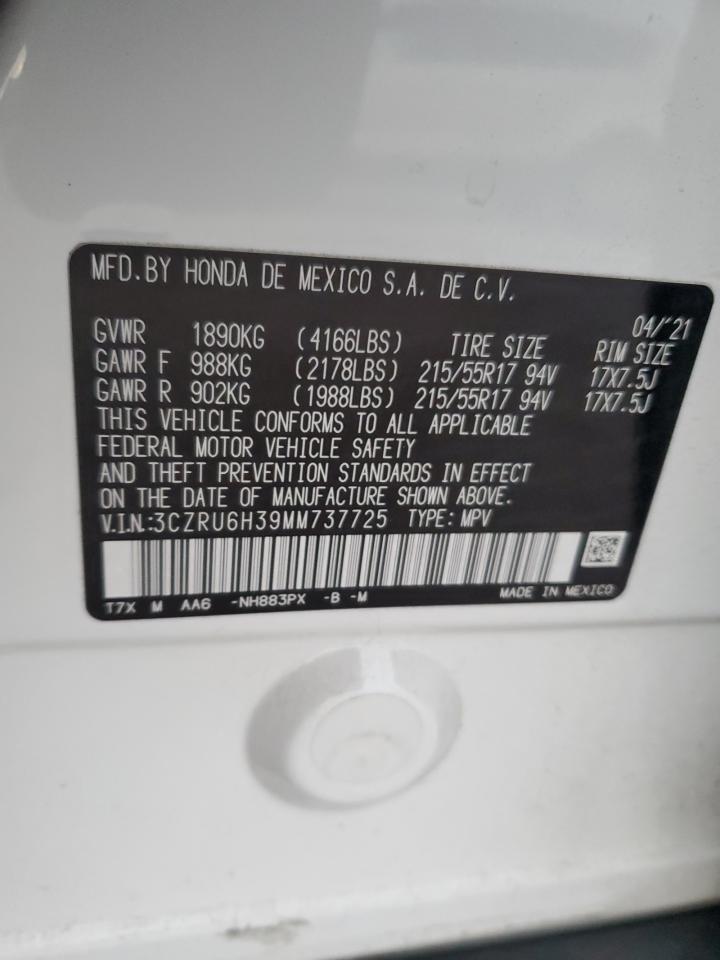 MFD.BY HONDA DE MEXICO S.A. DE C.V.
04/'21
GVWR 1890KG (4166LBS) TIRE SIZE RIM SIZE
GAWR F 988KG (2178LBS) 215/55R17 94V 17X7.5J
GAWR R 902KG (1988LBS) 215/55R17 94V 17X7.5J
THIS VEHICLE CONFORMS TO ALL APPLICABLE
FEDERAL MOTOR VEHICLE SAFETY
AND THEFT PREVENTION STANDARDS IN EFFECT
ON THE DATE OF MANUFACTURE SHOWN ABOVE.
V.I.N.:3CZRU6H39MM737725 TYPE: MPV
T7X M AA6 -NH883PX -B -M MADE IN MEXICO